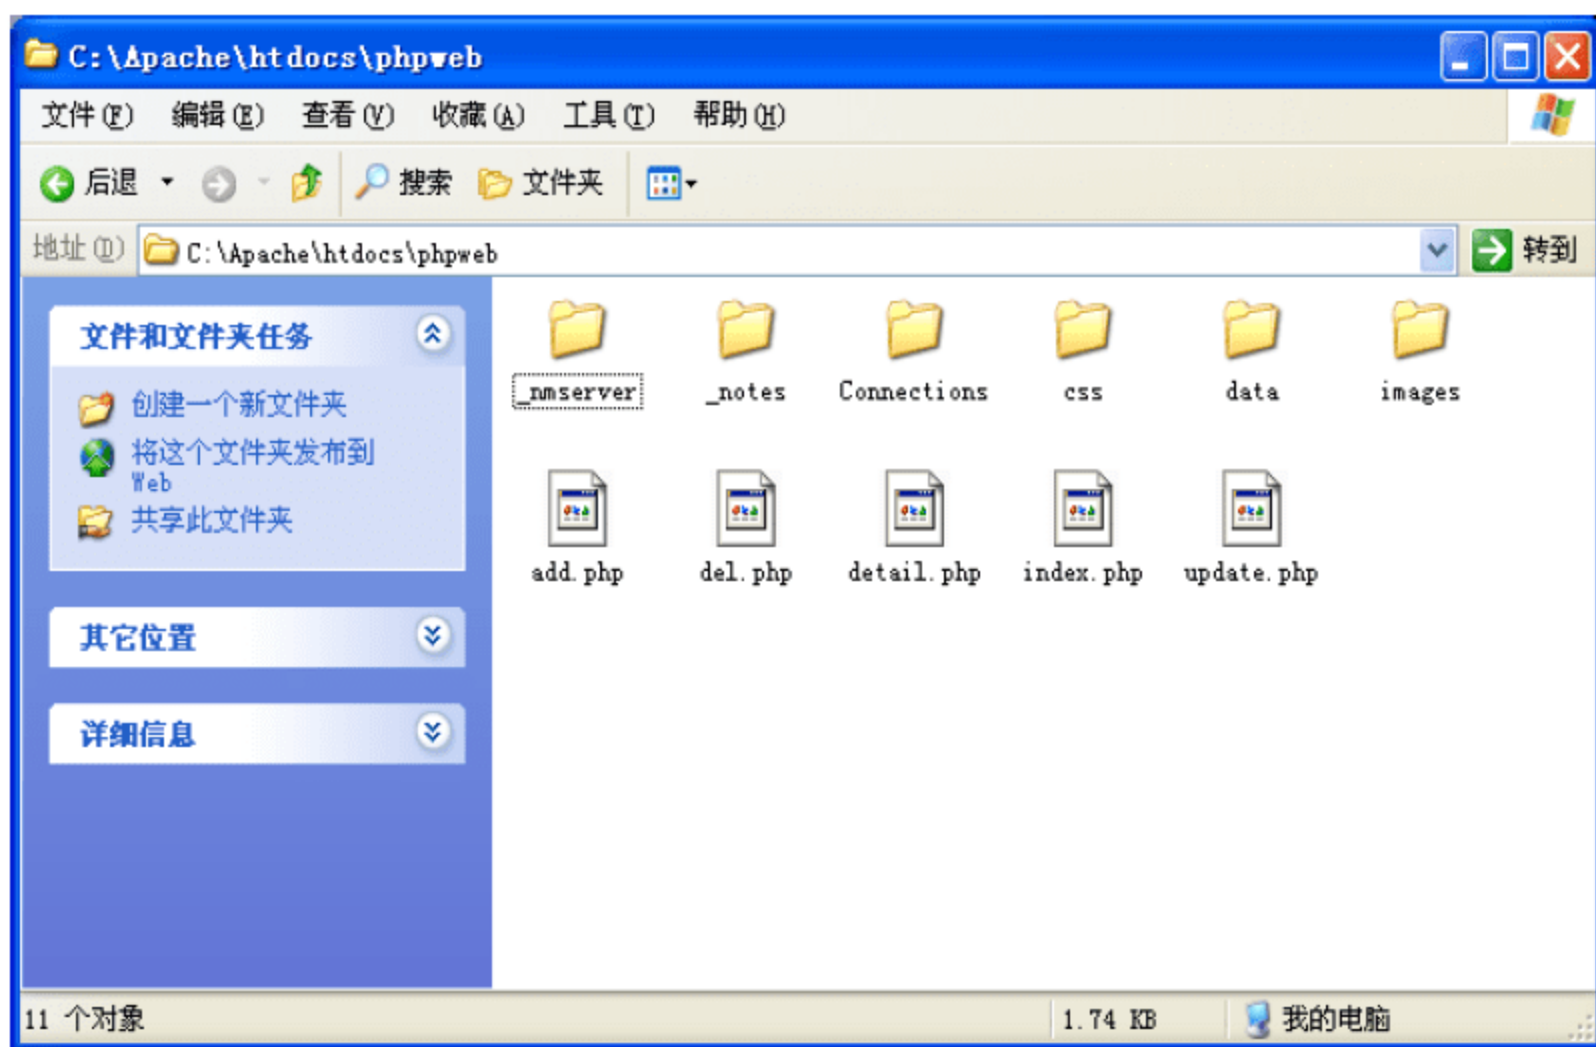 C:\Apache\htdocs\phpweb
文件(F) 编辑(E) 查看(V) 收藏(A) 工具(T) 帮助(H)
后退 搜索 文件夹
地址(D) C:\Apache\htdocs\phpweb 转到
文件和文件夹任务
创建一个新文件夹
将这个文件夹发布到
Web
共享此文件夹
其它位置
详细信息
_mmserver _notes Connections css data images
add.php del.php detail.php index.php update.php
11 个对象 1.74 KB 我的电脑